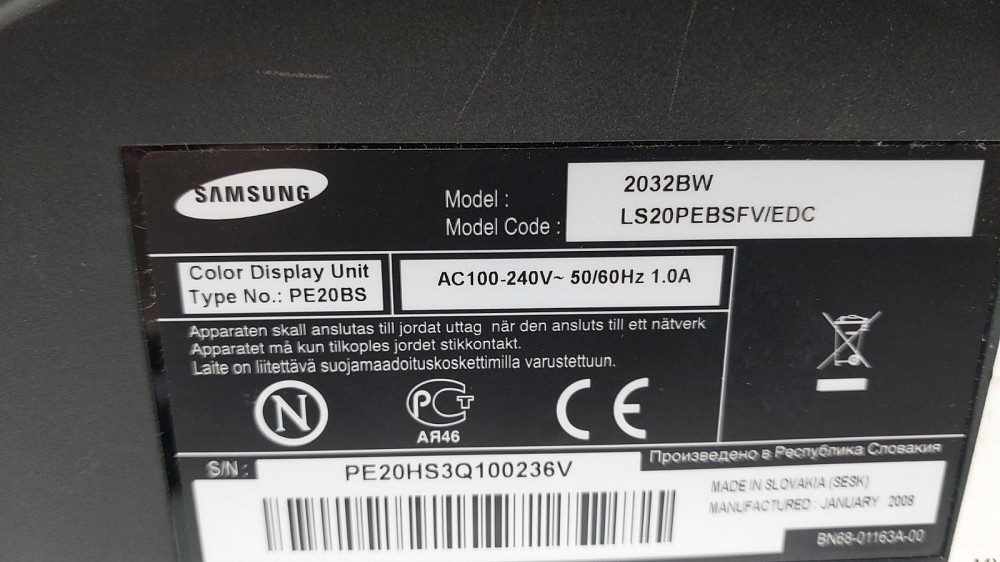 SAMSUNG
Model : 2032BW
Model Code : LS20PEBSFV/EDC
Color Display Unit
Type No.: PE20BS
AC100-240V~ 50/60Hz 1.0A
Apparaten skall anslutas till jordat uttag när den ansluts till ett nätverk
Apparatet må kun tilkoples jordet stikkontakt.
Laite on liitettävä suojamaadoituskoskettimilla varustettuun.
N
РСТ
АЯ46
CE
S/N : PE20HS3Q100236V
Произведено в Республика Словакия
MADE IN SLOVAKIA (SESK)
MANUFACTURED : JANUARY 2008
BN68-01163A-00